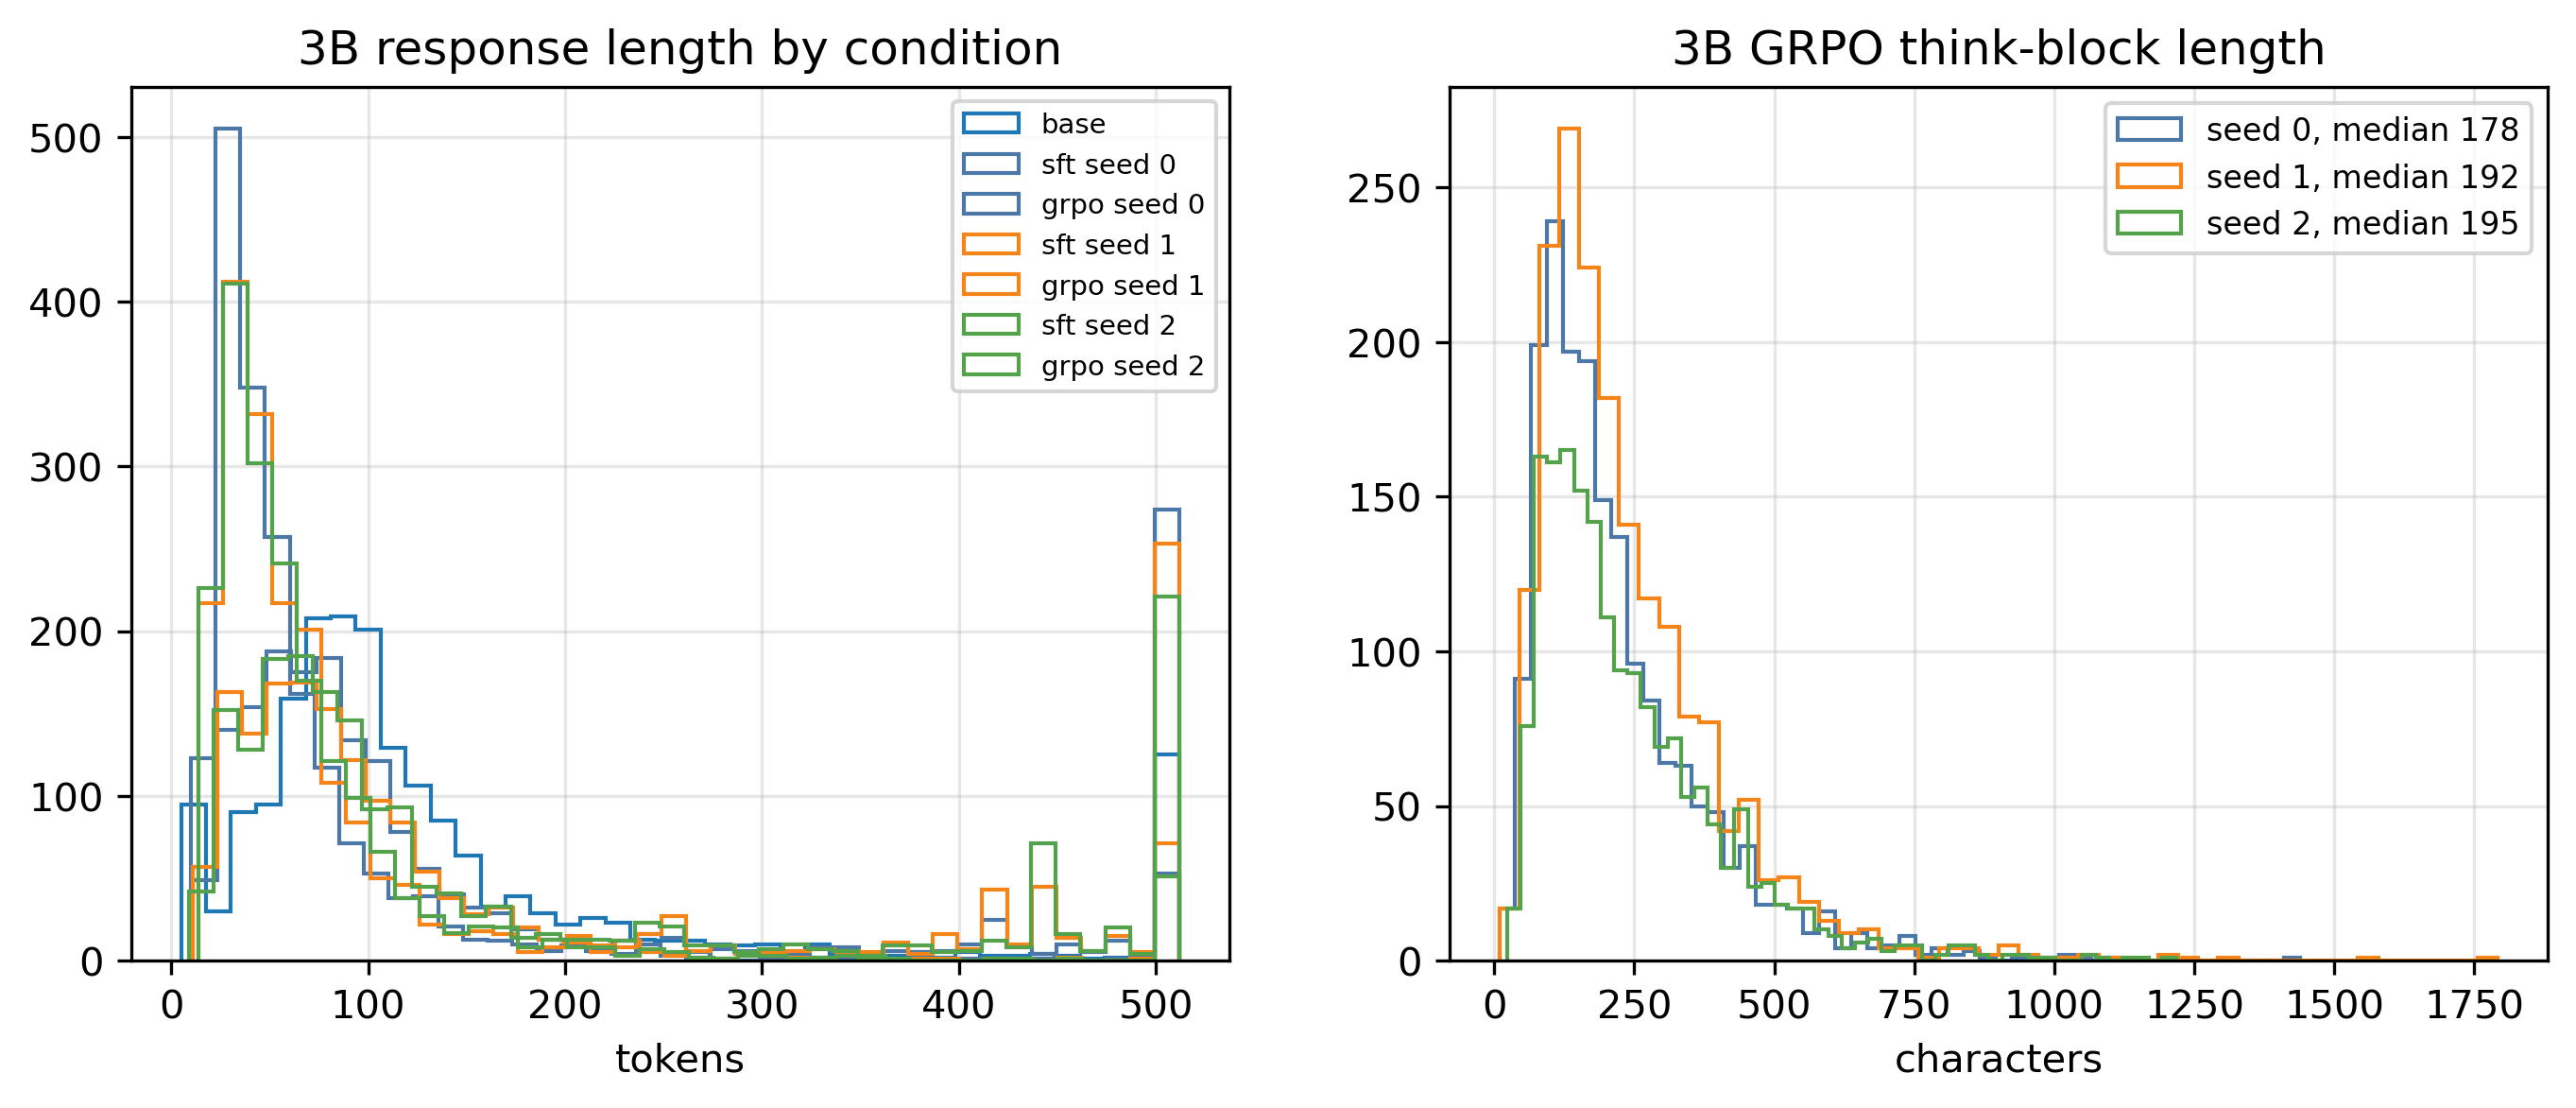 3B response length by condition
500
400
300
200
100
0
base
sft seed 0
grpo seed 0
sft seed 1
grpo seed 1
sft seed 2
grpo seed 2
0 100 200 300 400 500
tokens
3B GRPO think-block length
250
200
150
100
50
0
seed 0, median 178
seed 1, median 192
seed 2, median 195
0 250 500 750 1000 1250 1500 1750
characters